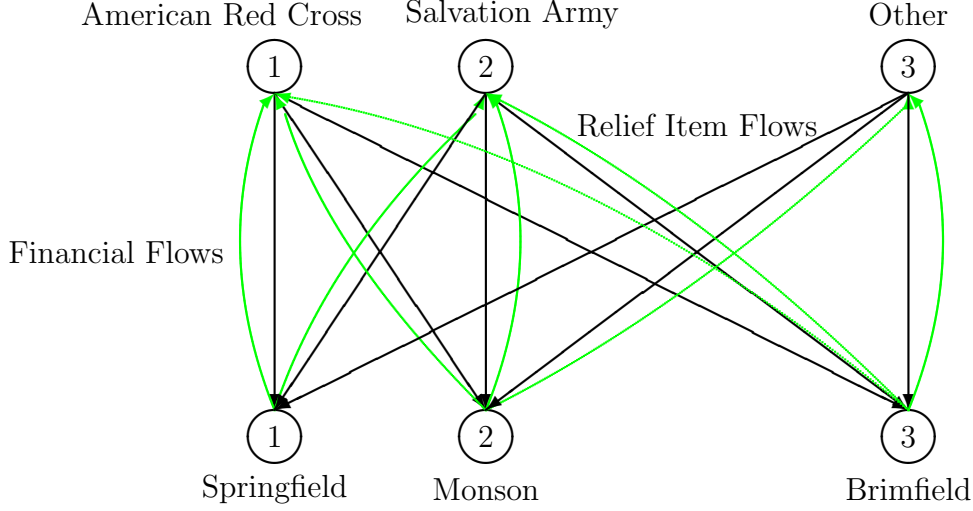 American Red Cross
Salvation Army
Other
1
2
3
Relief Item Flows
Financial Flows
1
2
3
Springfield
Monson
Brimfield